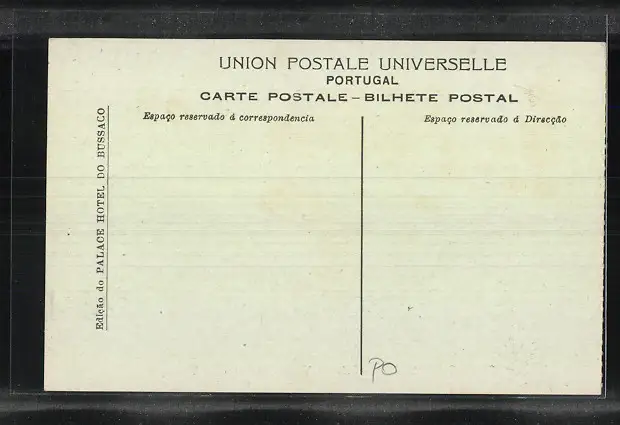 UNION POSTALE UNIVERSELLE
PORTUGAL
CARTE POSTALE – BILHETE POSTAL
Espaço reservado á correspondencia
Espaço reservado á Direcção
Edição do PALACE HOTEL DO BUSSACO
PO